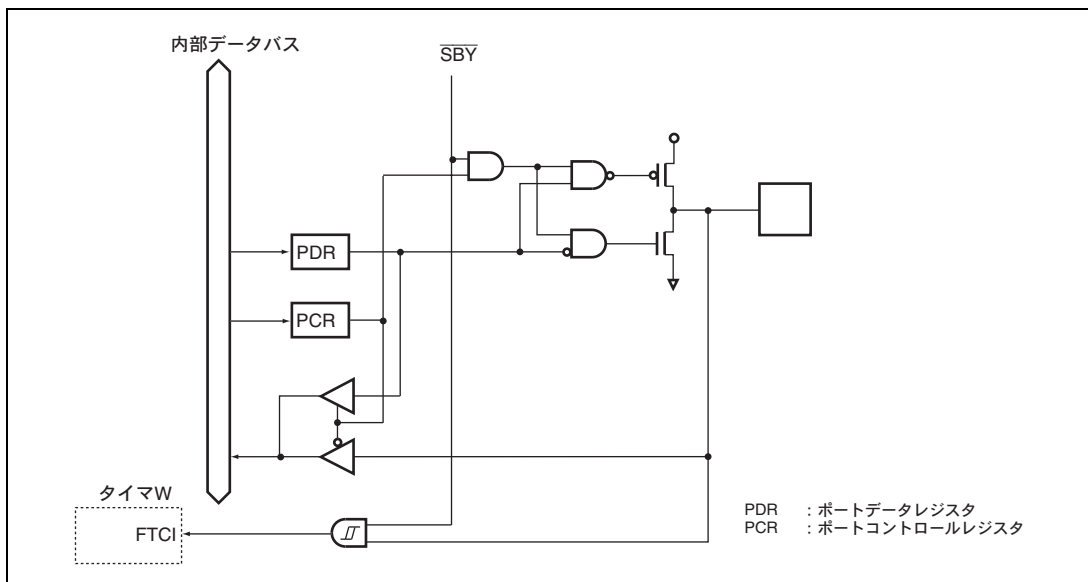 内部データバス
SBY
PDR
PCR
タイマW
FTCI
PDR :ポートデータレジスタ
PCR :ポートコントロールレジスタ